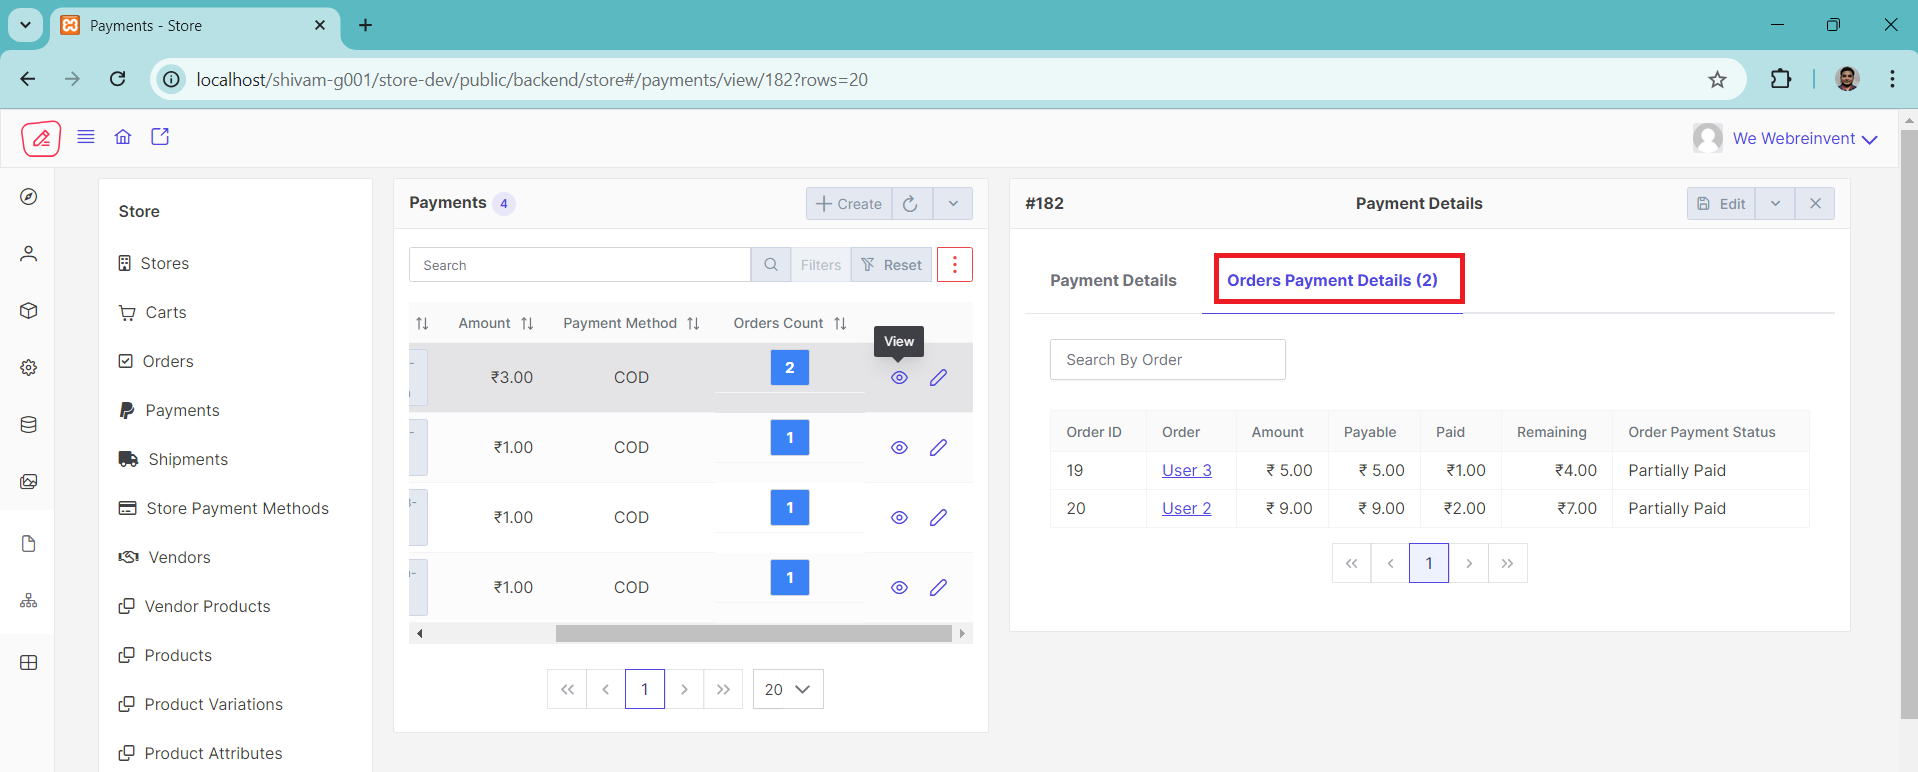 Payments - Store
localhost/shivam-g001/store-dev/public/backend/store#/payments/view/182?rows=20
We Webreinvent
Store
Stores
Carts
Orders
Payments
Shipments
Store Payment Methods
Vendors
Vendor Products
Products
Product Variations
Product Attributes
Payments 4
Create
Search
Filters
Reset
Amount Payment Method Orders Count
View
₹3.00 COD 2
₹1.00 COD 1
₹1.00 COD 1
₹1.00 COD 1
1 20
#182 Payment Details Edit
Payment Details Orders Payment Details (2)
Search By Order
Order ID Order Amount Payable Paid Remaining Order Payment Status
19 User 3 ₹ 5.00 ₹ 5.00 ₹1.00 ₹4.00 Partially Paid
20 User 2 ₹ 9.00 ₹ 9.00 ₹2.00 ₹7.00 Partially Paid
1